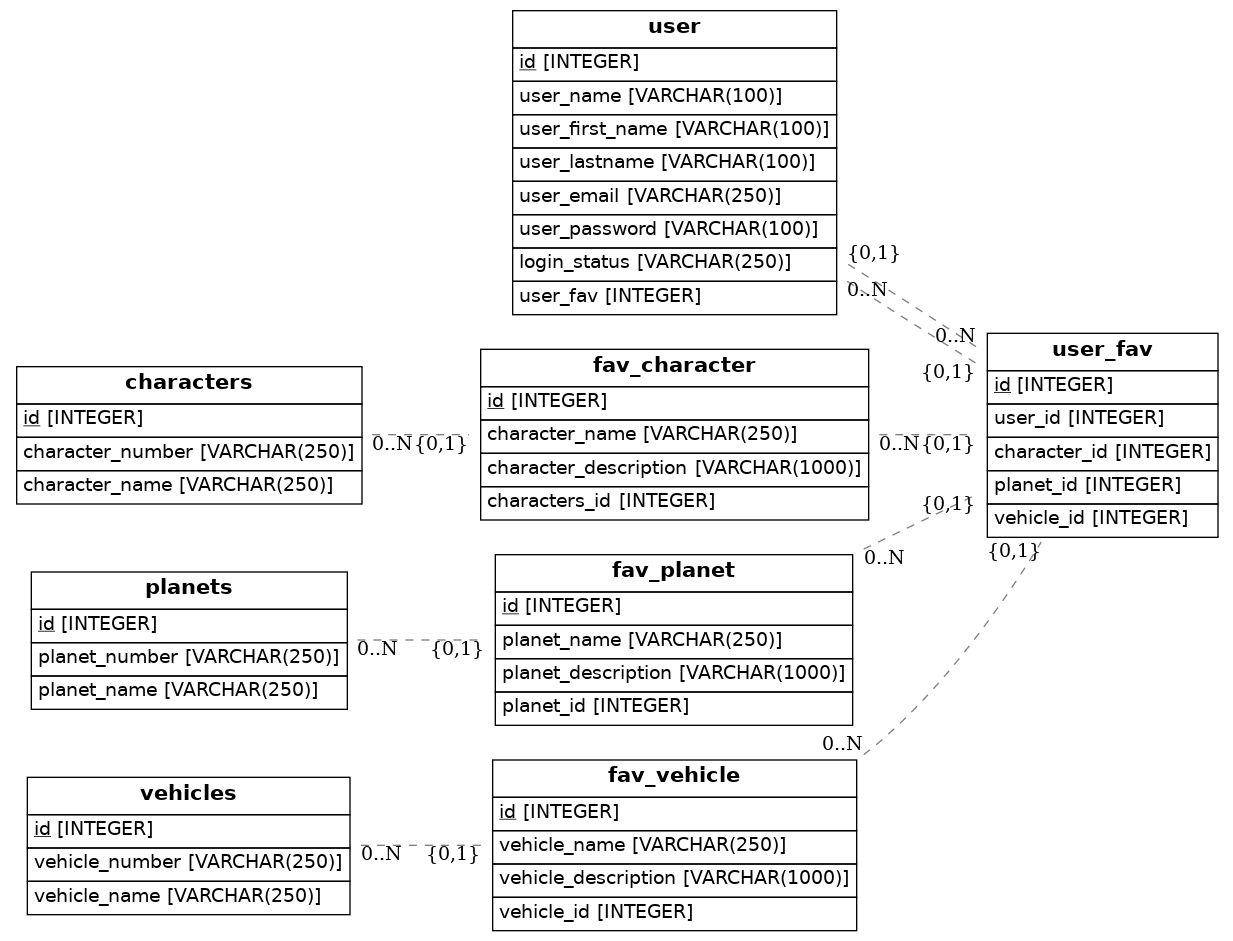 user
id [INTEGER]
user_name [VARCHAR(100)]
user_first_name [VARCHAR(100)]
user_lastname [VARCHAR(100)]
user_email [VARCHAR(250)]
user_password [VARCHAR(100)]
login_status [VARCHAR(250)]
user_fav [INTEGER]
{0,1}
0..N
0..N
{0,1}
user_fav
id [INTEGER]
user_id [INTEGER]
character_id [INTEGER]
planet_id [INTEGER]
vehicle_id [INTEGER]
characters
id [INTEGER]
character_number [VARCHAR(250)]
character_name [VARCHAR(250)]
0..N{0,1}
fav_character
id [INTEGER]
character_name [VARCHAR(250)]
character_description [VARCHAR(1000)]
characters_id [INTEGER]
0..N{0,1}
planets
id [INTEGER]
planet_number [VARCHAR(250)]
planet_name [VARCHAR(250)]
0..N {0,1}
fav_planet
id [INTEGER]
planet_name [VARCHAR(250)]
planet_description [VARCHAR(1000)]
planet_id [INTEGER]
{0,1}
0..N
vehicles
id [INTEGER]
vehicle_number [VARCHAR(250)]
vehicle_name [VARCHAR(250)]
0..N {0,1}
fav_vehicle
id [INTEGER]
vehicle_name [VARCHAR(250)]
vehicle_description [VARCHAR(1000)]
vehicle_id [INTEGER]
{0,1}
0..N